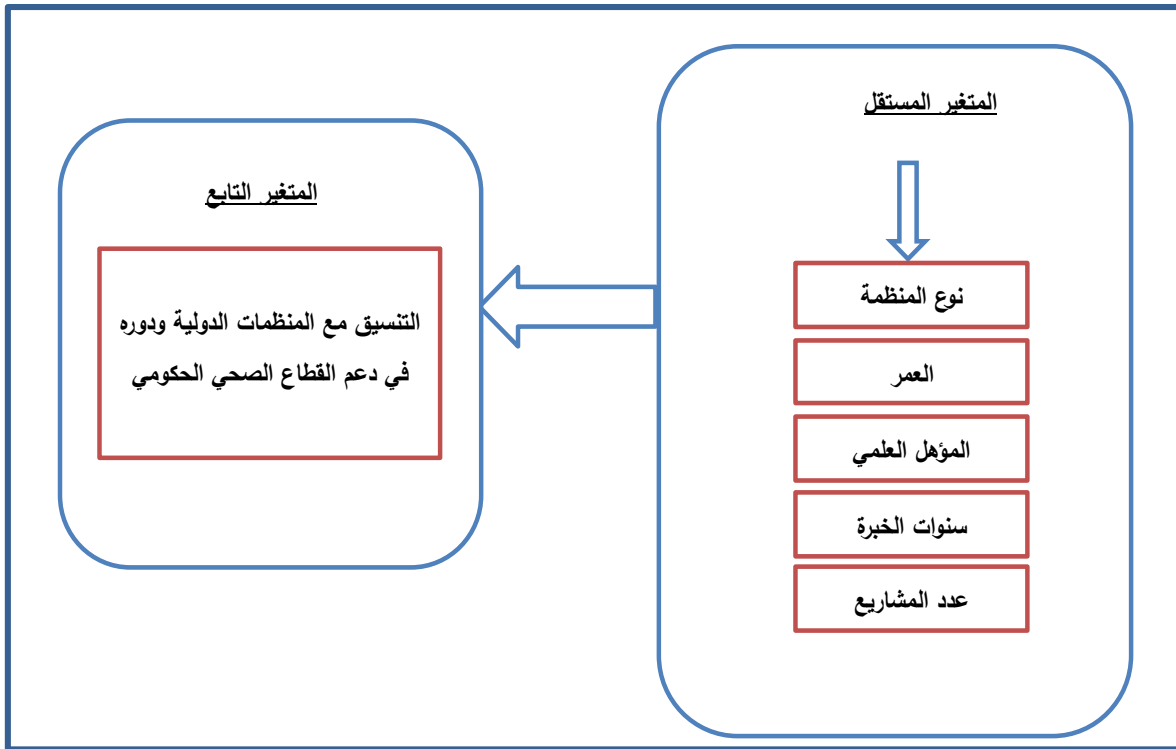 المتغير المستقل
نوع المنظمة
العمر
المؤهل العلمي
سنوات الخبرة
عدد المشاريع
المتغير التابع
التنسيق مع المنظمات الدولية ودوره
في دعم القطاع الصحي الحكومي